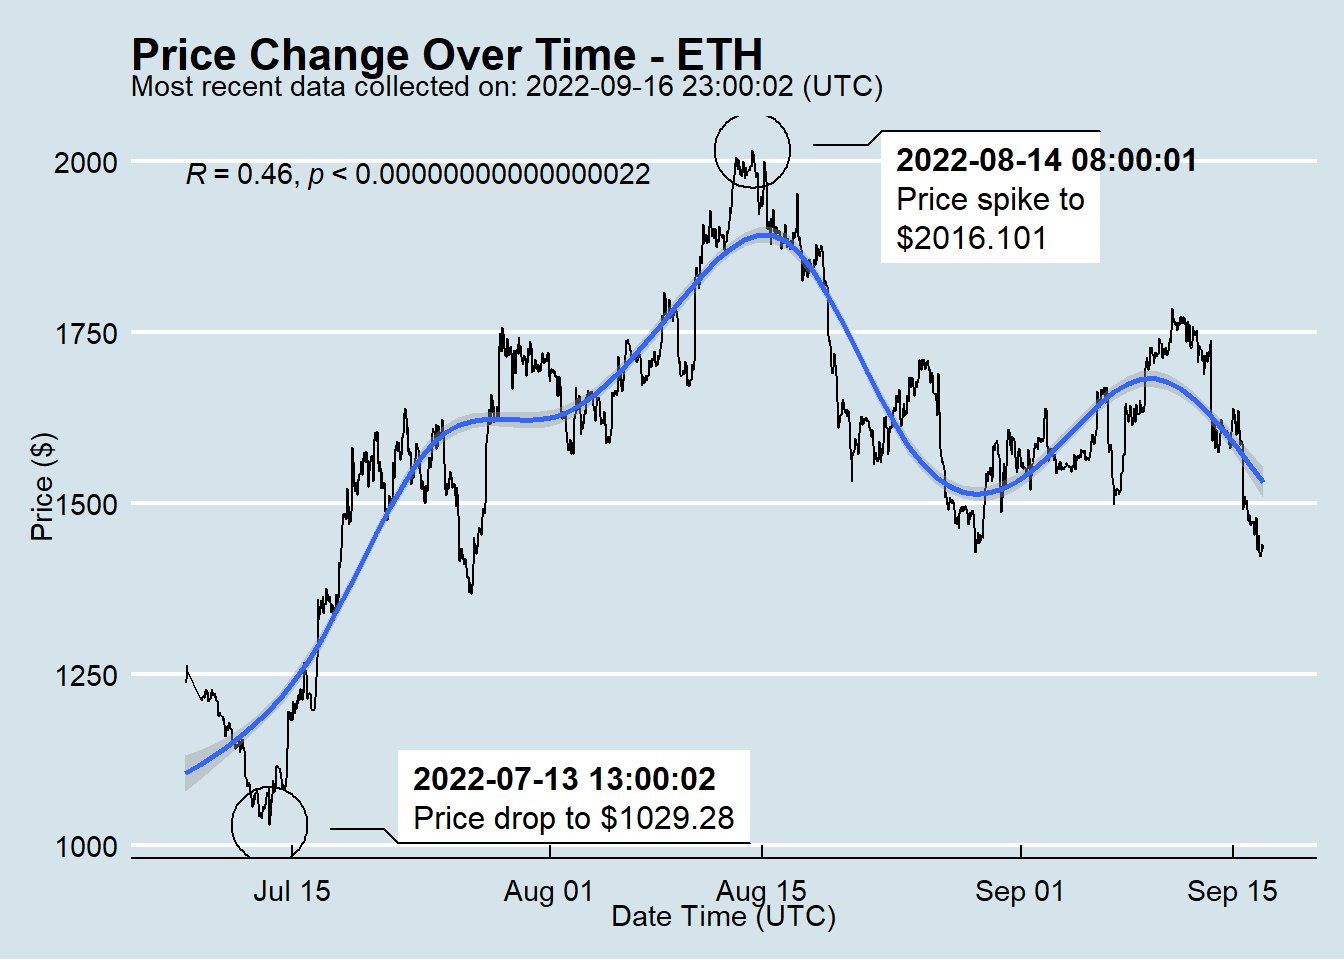 Price Change Over Time - ETH
Most recent data collected on: 2022-09-16 23:00:02 (UTC)
R = 0.46, p < 0.00000000000000022
2022-08-14 08:00:01
Price spike to
$2016.101
2022-07-13 13:00:02
Price drop to $1029.28
Price ($)
2000
1750
1500
1250
1000
Jul 15
Aug 01
Aug 15
Sep 01
Sep 15
Date Time (UTC)